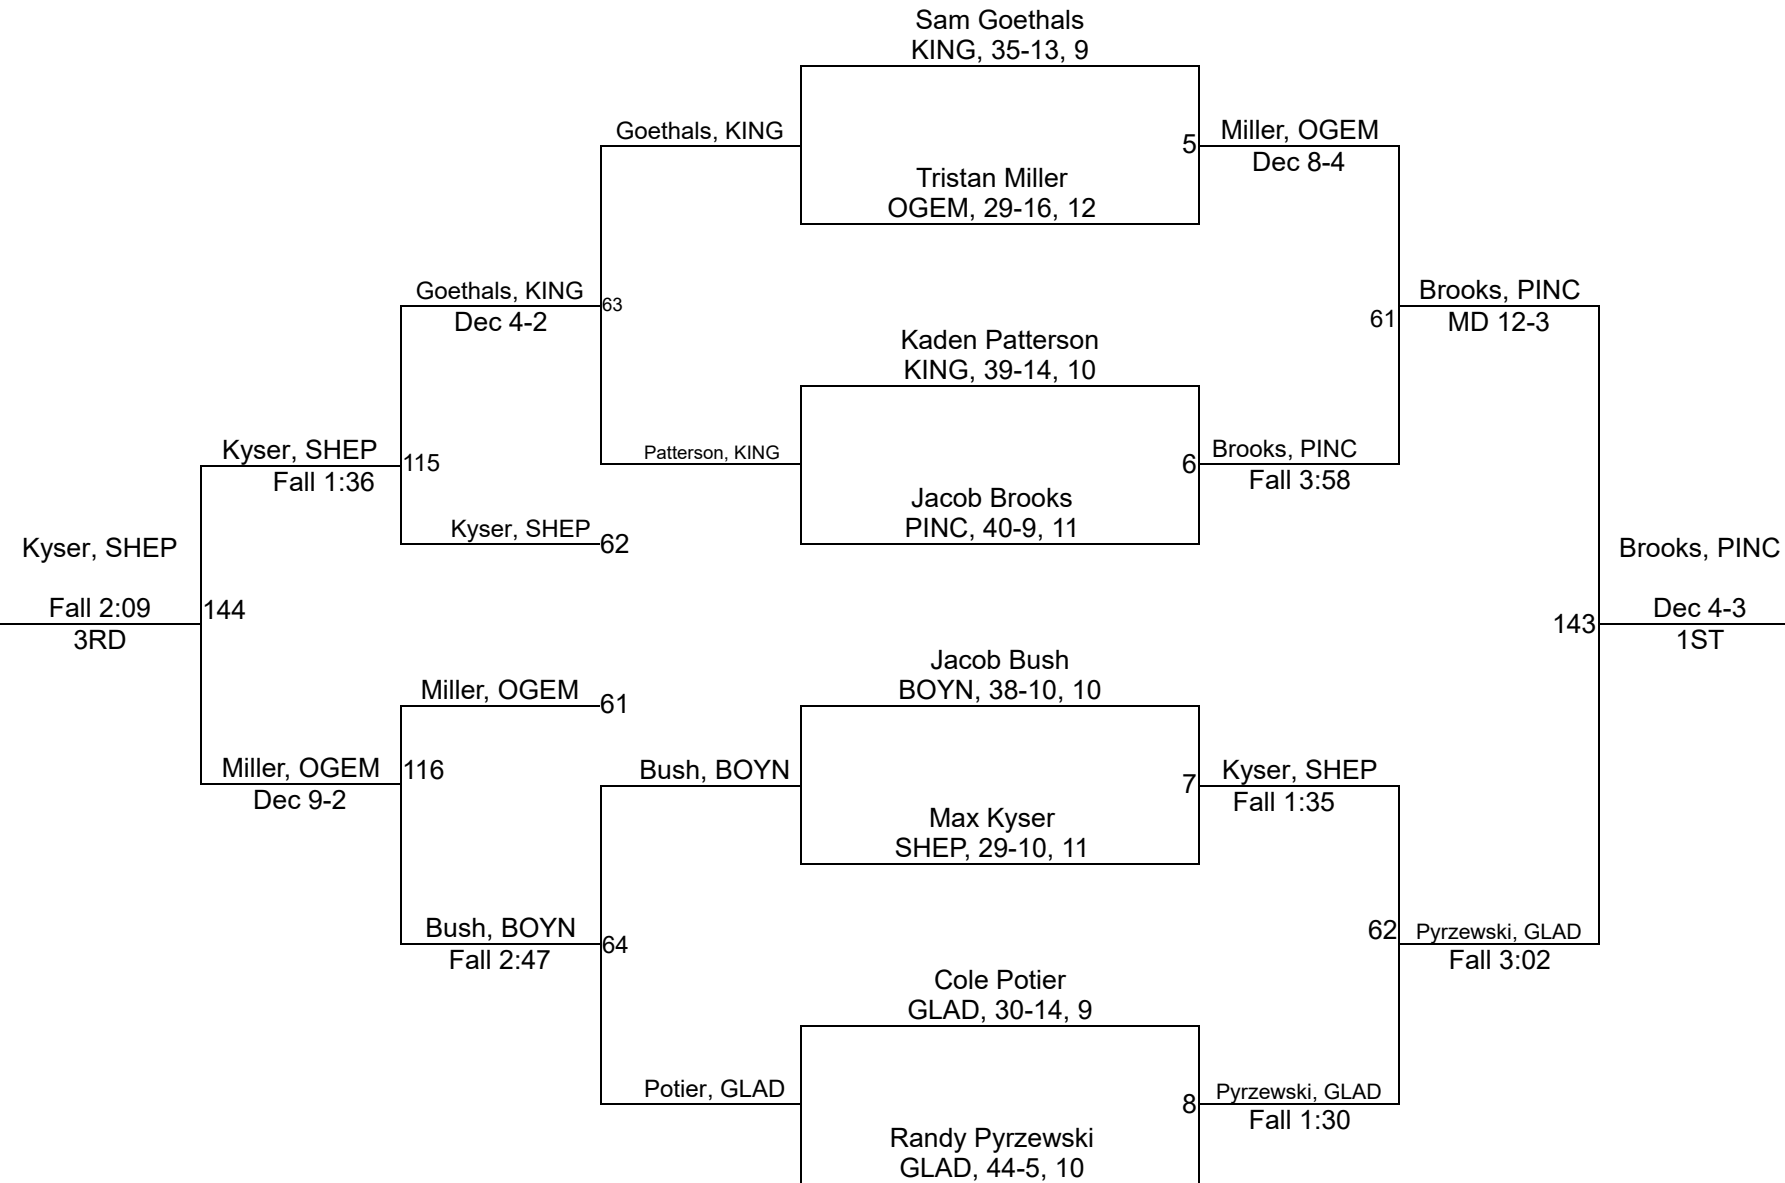 Sam Goethals
KING, 35-13, 9
Goethals, KING
5
Miller, OGEM
Dec 8-4
Tristan Miller
OGEM, 29-16, 12
Goethals, KING
Dec 4-2
63
61
Brooks, PINC
MD 12-3
Kaden Patterson
KING, 39-14, 10
Kyser, SHEP
Fall 1:36
115
Patterson, KING
6
Brooks, PINC
Fall 3:58
Jacob Brooks
PINC, 40-9, 11
Kyser, SHEP
62
Kyser, SHEP
Fall 2:09
3RD
144
Brooks, PINC
143
Dec 4-3
1ST
Jacob Bush
BOYN, 38-10, 10
Miller, OGEM
61
Miller, OGEM
Dec 9-2
116
Bush, BOYN
7
Kyser, SHEP
Fall 1:35
Max Kyser
SHEP, 29-10, 11
Bush, BOYN
Fall 2:47
64
62
Pyrzewski, GLAD
Fall 3:02
Cole Potier
GLAD, 30-14, 9
Potier, GLAD
8
Pyrzewski, GLAD
Fall 1:30
Randy Pyrzewski
GLAD, 44-5, 10